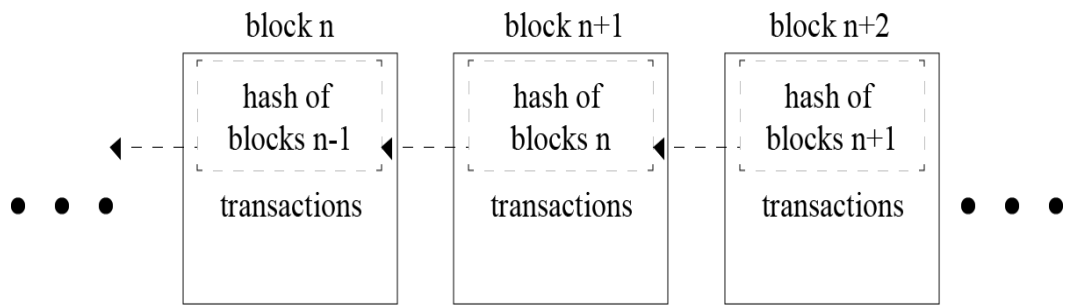 block n
block n+1
block n+2
hash of
blocks n-1
hash of
blocks n
hash of
blocks n+1
transactions
transactions
transactions